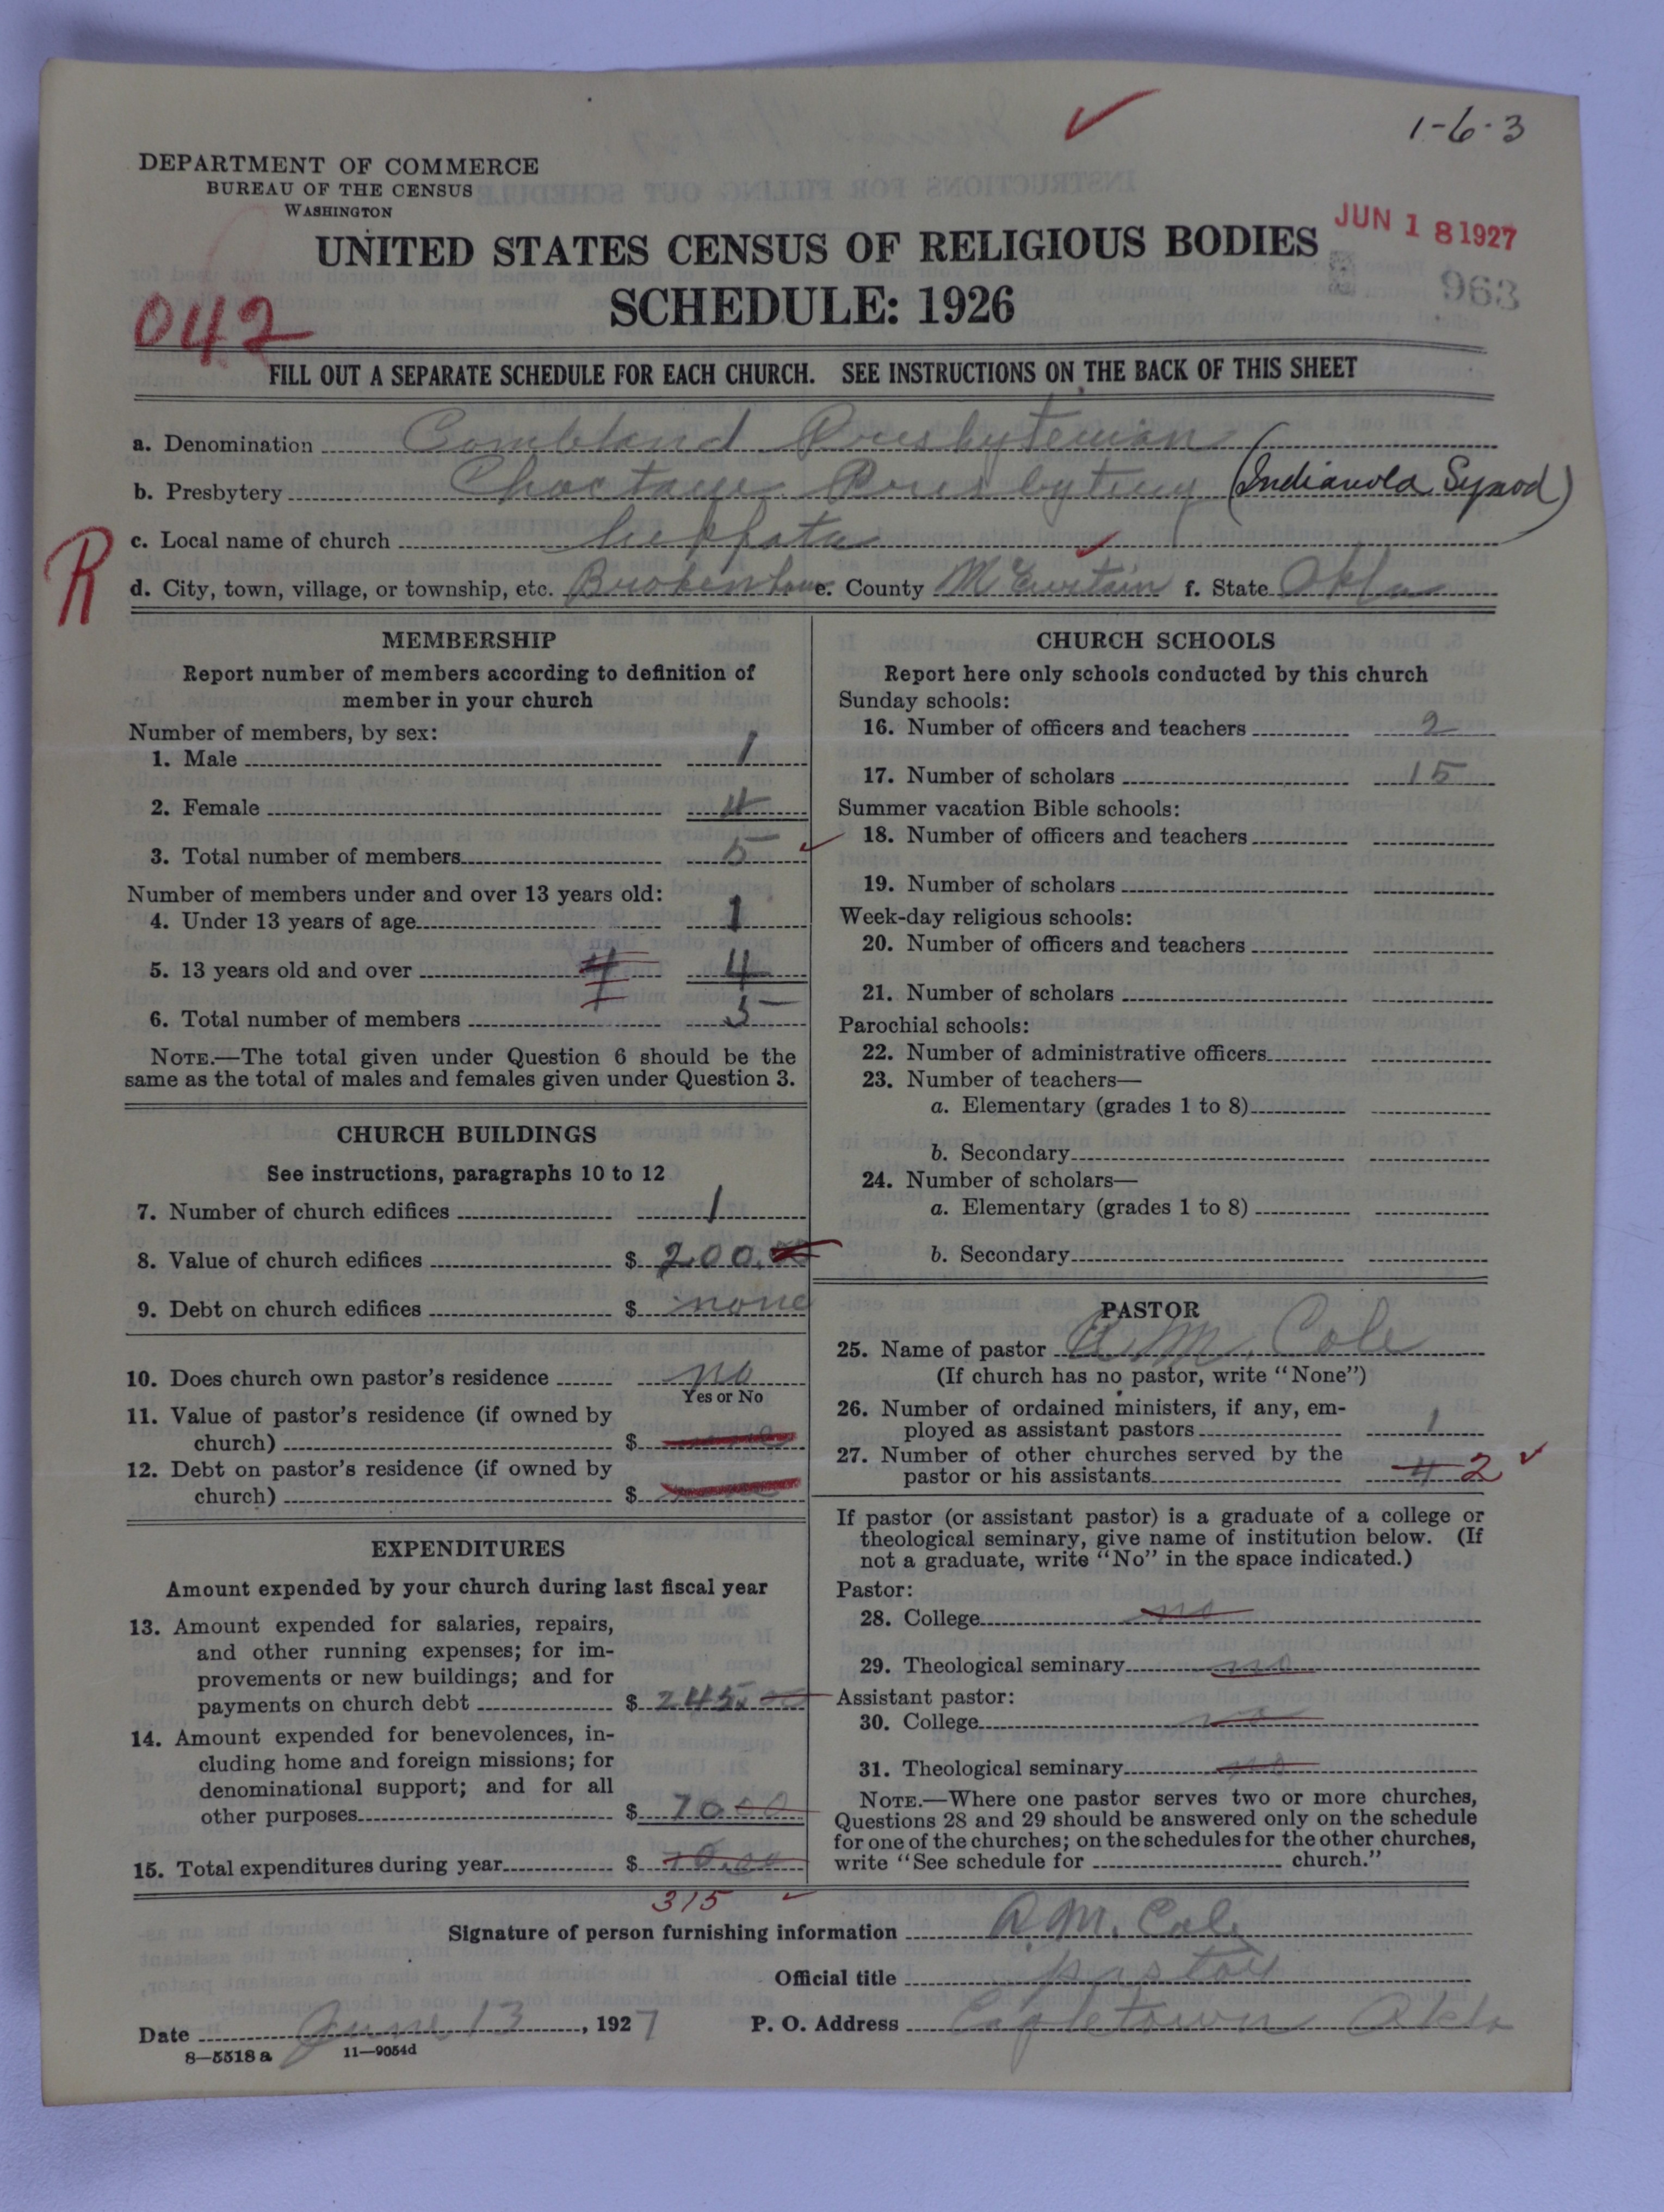 1-6-3
DEPARTMENT OF COMMERCE
BUREAU OF THE CENSUS
WASHINGTON
UNITED STATES CENSUS OF RELIGIOUS BODIES
SCHEDULE: 1926
JUN 18 1927
963
042
FILL OUT A SEPARATE SCHEDULE FOR EACH CHURCH. SEE INSTRUCTIONS ON THE BACK OF THIS SHEET
a. Denomination Combland Presbyterian
b. Presbytery Choctaw Presbytery (Indianola Synod)
c. Local name of church
R
d. City, town, village, or township, etc. Brokenbow e. County McCurtain f. State Okla
MEMBERSHIP
Report number of members according to definition of
member in your church
Number of members, by sex:
1. Male 1
2. Female 4
3. Total number of members 5
Number of members under and over 13 years old:
4. Under 13 years of age 1
5. 13 years old and over 4 4
6. Total number of members 5
NOTE.—The total given under Question 6 should be the
same as the total of males and females given under Question 3.
CHURCH BUILDINGS
See instructions, paragraphs 10 to 12
7. Number of church edifices 1
8. Value of church edifices $ 200.00
9. Debt on church edifices $ none
10. Does church own pastor's residence no
Yes or No
11. Value of pastor's residence (if owned by
church) $
12. Debt on pastor's residence (if owned by
church) $
EXPENDITURES
Amount expended by your church during last fiscal year
13. Amount expended for salaries, repairs,
and other running expenses; for im-
provements or new buildings; and for
payments on church debt $ 245.00
14. Amount expended for benevolences, in-
cluding home and foreign missions; for
denominational support; and for all
other purposes $ 70 00
15. Total expenditures during year $ 70.00
315
CHURCH SCHOOLS
Report here only schools conducted by this church
Sunday schools:
16. Number of officers and teachers 2
17. Number of scholars 15
Summer vacation Bible schools:
18. Number of officers and teachers
19. Number of scholars
Week-day religious schools:
20. Number of officers and teachers
21. Number of scholars
Parochial schools:
22. Number of administrative officers
23. Number of teachers—
a. Elementary (grades 1 to 8)
b. Secondary
24. Number of scholars—
a. Elementary (grades 1 to 8)
b. Secondary
PASTOR
25. Name of pastor A. M. Cole
(If church has no pastor, write "None")
26. Number of ordained ministers, if any, em-
ployed as assistant pastors 1
27. Number of other churches served by the
pastor or his assistants 4 2
If pastor (or assistant pastor) is a graduate of a college or
theological seminary, give name of institution below. (If
not a graduate, write "No" in the space indicated.)
Pastor:
28. College no
29. Theological seminary no
Assistant pastor:
30. College no
31. Theological seminary no
NOTE.—Where one pastor serves two or more churches,
Questions 28 and 29 should be answered only on the schedule
for one of the churches; on the schedules for the other churches,
write "See schedule for church."
Signature of person furnishing information A. M. Cole
Official title pastor
Date June 13, 1927 P. O. Address Eagletown Okla
8—5518 a 11—9054d